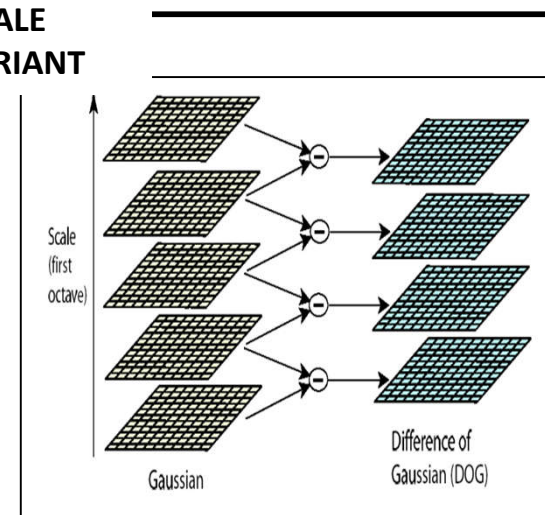 ALE
RIANT
Scale
(first
octave)
Gaussian
Difference of
Gaussian (DOG)